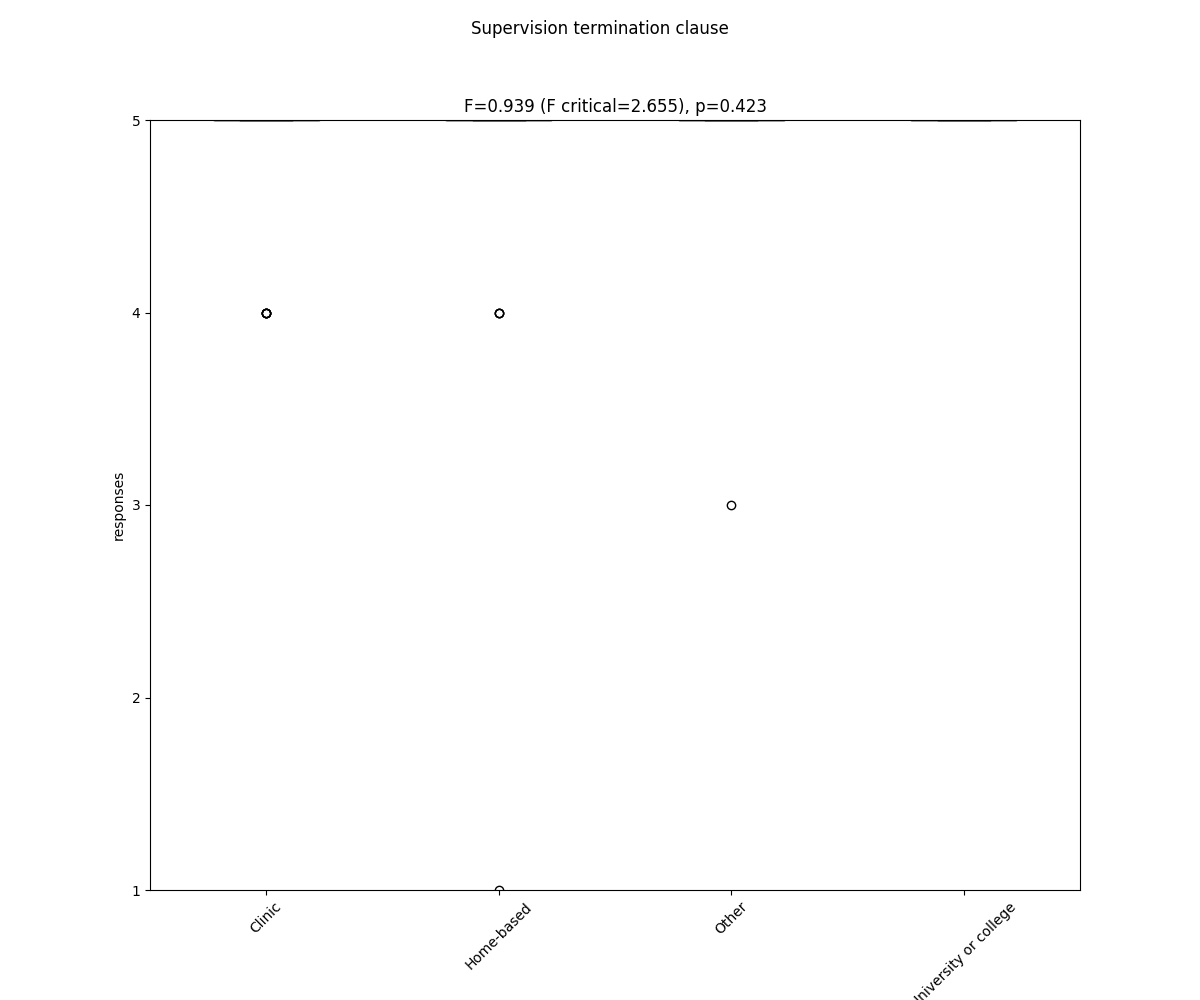 Supervision termination clause
F=0.939 (F critical=2.655), p=0.423
5
4
3
2
1
responses
Clinic
Home-based
Other
niversity or college